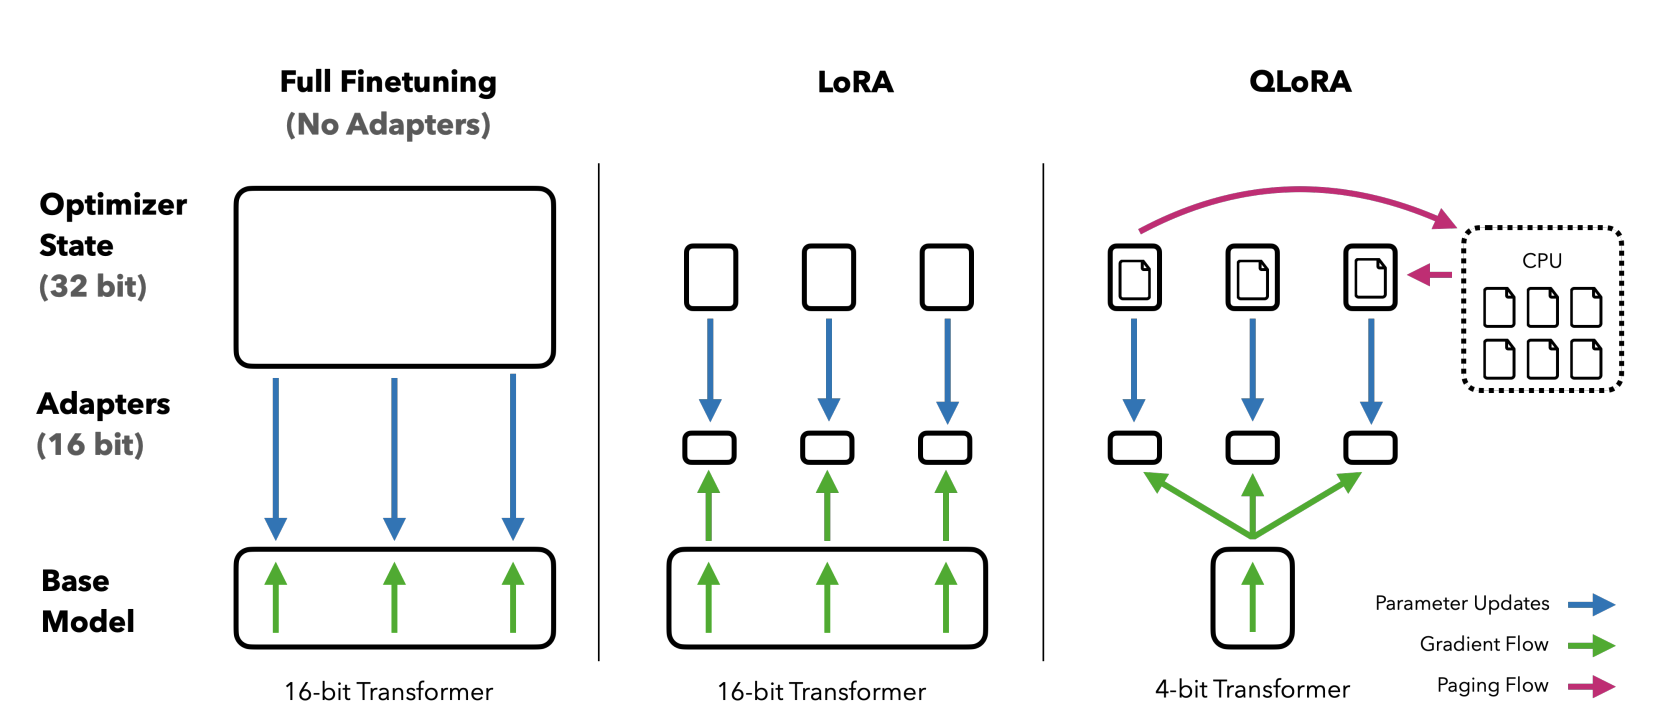 Full Finetuning
(No Adapters)
LoRA
QLoRA
Optimizer
State
(32 bit)
CPU
Adapters
(16 bit)
Base
Model
Parameter Updates
Gradient Flow
Paging Flow
16-bit Transformer
16-bit Transformer
4-bit Transformer